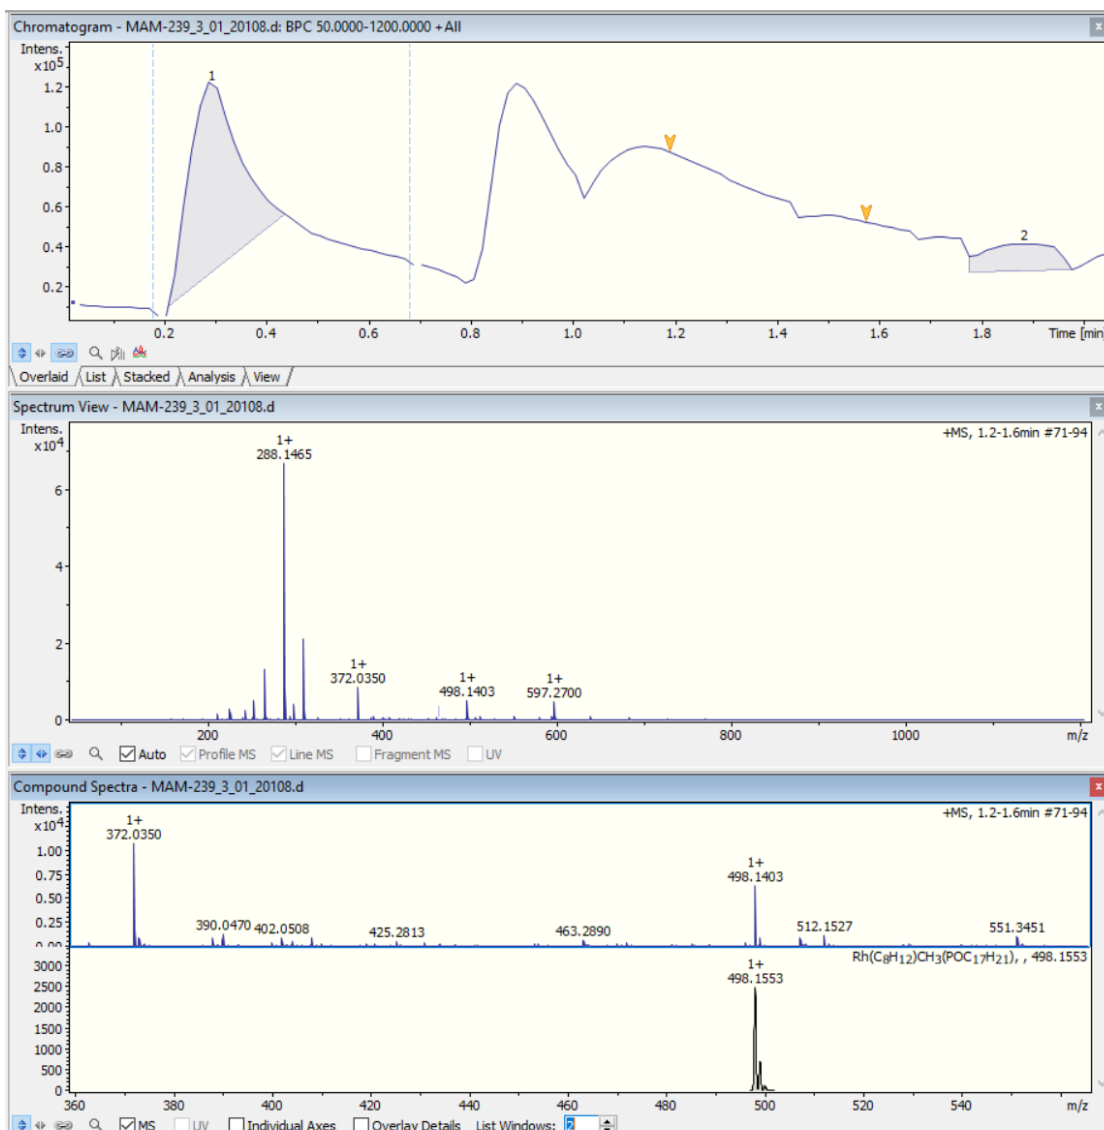 Chromatogram - MAM-239_3_01_20108.d: BPC 50.0000-1200.0000 +All
Intens.
x10⁵
1
1.2
1.0
0.8
0.6
0.4
0.2
2
0.2 0.4 0.6 0.8 1.0 1.2 1.4 1.6 1.8 Time [min]
Overlaid List Stacked Analysis View
Spectrum View - MAM-239_3_01_20108.d
Intens.
x10⁴
+MS, 1.2-1.6min #71-94
1+
288.1465
6
4
2
0
1+
372.0350
1+
498.1403
1+
597.2700
200 400 600 800 1000 m/z
Auto Profile MS Line MS Fragment MS UV
Compound Spectra - MAM-239_3_01_20108.d
Intens.
x10⁴
+MS, 1.2-1.6min #71-94
1+
372.0350
1.00
0.75
0.50
0.25
0.00
390.0470
402.0508
425.2813
463.2890
1+
498.1403
512.1527
551.3451
Rh(C₈H₁₂)CH₃(POC₁₇H₂₁), , 498.1553
1+
498.1553
3000
2500
2000
1500
1000
500
0
360 380 400 420 440 460 480 500 520 540 m/z
MS UV Individual Axes Overlay Details List Windows: 2